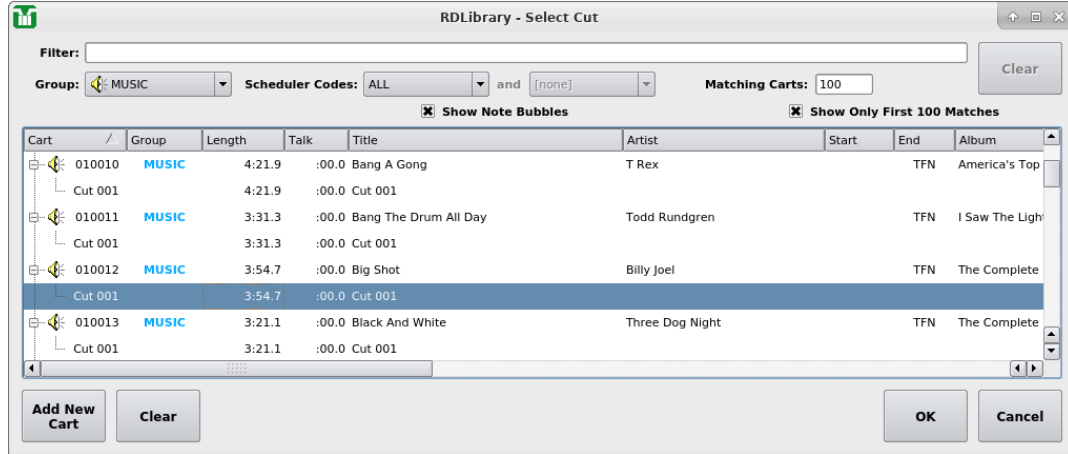 RDLibrary - Select Cut
Filter:
Clear
Group: MUSIC Scheduler Codes: ALL and [none] Matching Carts: 100
Show Note Bubbles Show Only First 100 Matches
Cart Group Length Talk Title Artist Start End Album
010010 MUSIC 4:21.9 :00.0 Bang A Gong T Rex TFN America's Top
Cut 001 4:21.9 :00.0 Cut 001
010011 MUSIC 3:31.3 :00.0 Bang The Drum All Day Todd Rundgren TFN I Saw The Ligh
Cut 001 3:31.3 :00.0 Cut 001
010012 MUSIC 3:54.7 :00.0 Big Shot Billy Joel TFN The Complete
Cut 001 3:54.7 :00.0 Cut 001
010013 MUSIC 3:21.1 :00.0 Black And White Three Dog Night TFN The Complete
Cut 001 3:21.1 :00.0 Cut 001
Add New
Cart
Clear
OK
Cancel